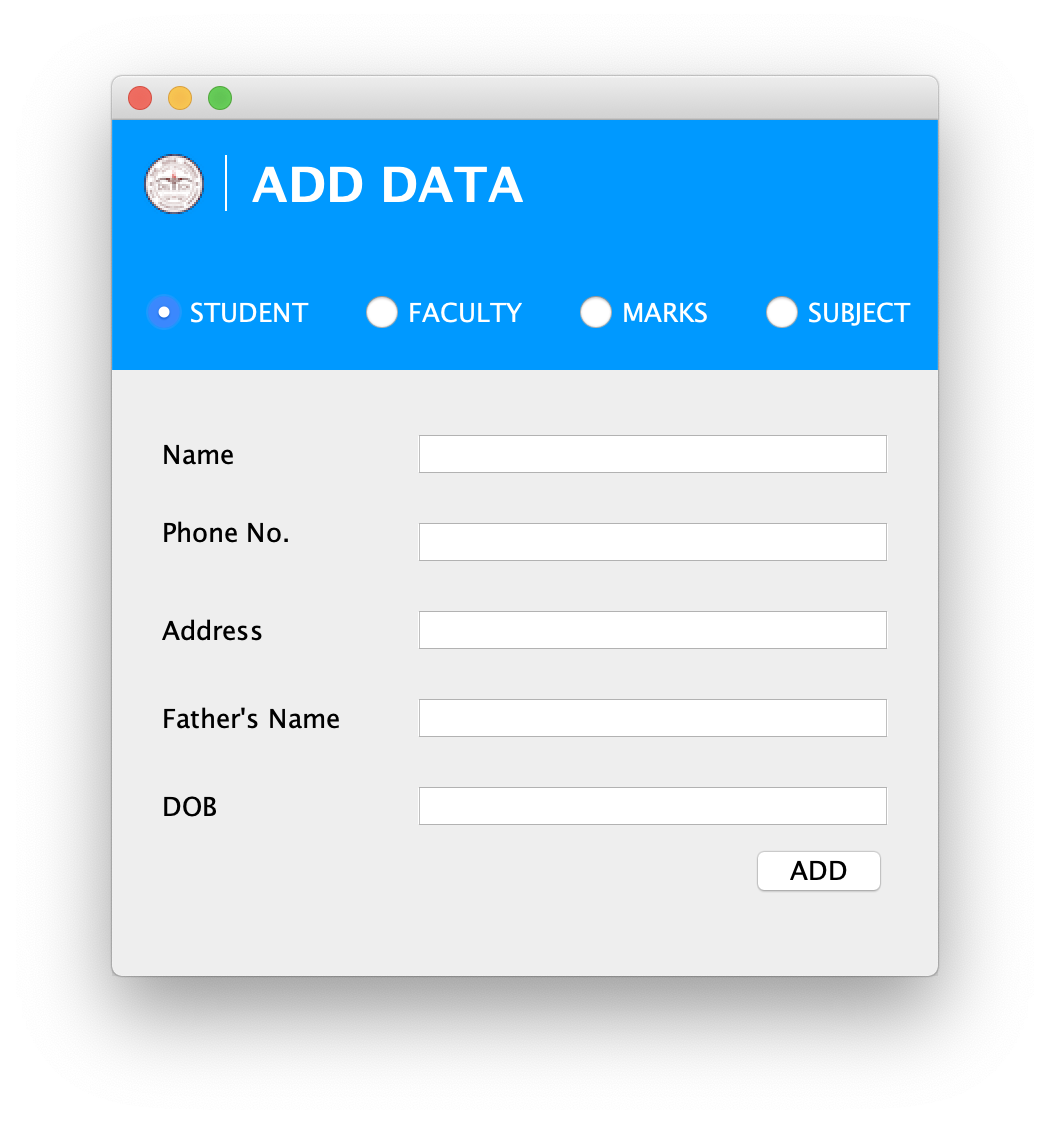 ADD DATA
STUDENT FACULTY MARKS SUBJECT
Name
Phone No.
Address
Father's Name
DOB
ADD